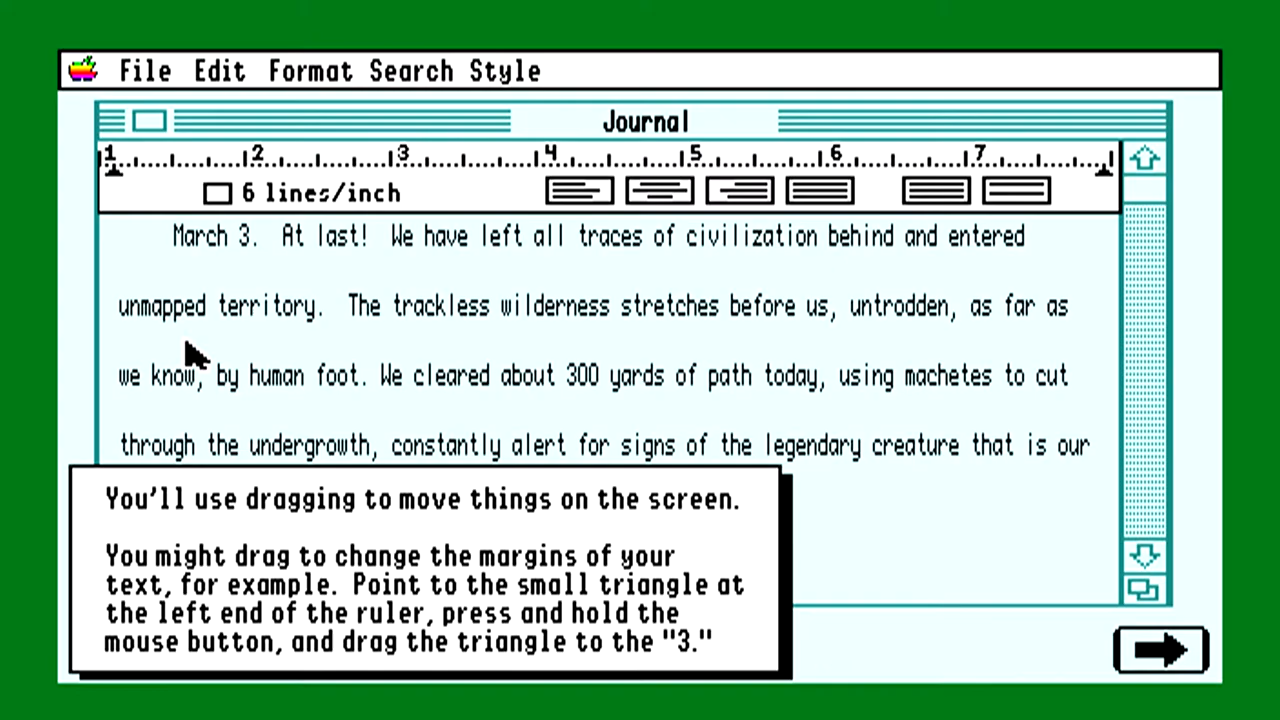 File Edit Format Search Style
Journal
1 2 3 4 5 6 7
6 lines/inch
March 3. At last! We have left all traces of civilization behind and entered
unmapped territory. The trackless wilderness stretches before us, untrodden, as far as
we know, by human foot. We cleared about 300 yards of path today, using machetes to cut
through the undergrowth, constantly alert for signs of the legendary creature that is our
You'll use dragging to move things on the screen.
You might drag to change the margins of your
text, for example. Point to the small triangle at
the left end of the ruler, press and hold the
mouse button, and drag the triangle to the "3."